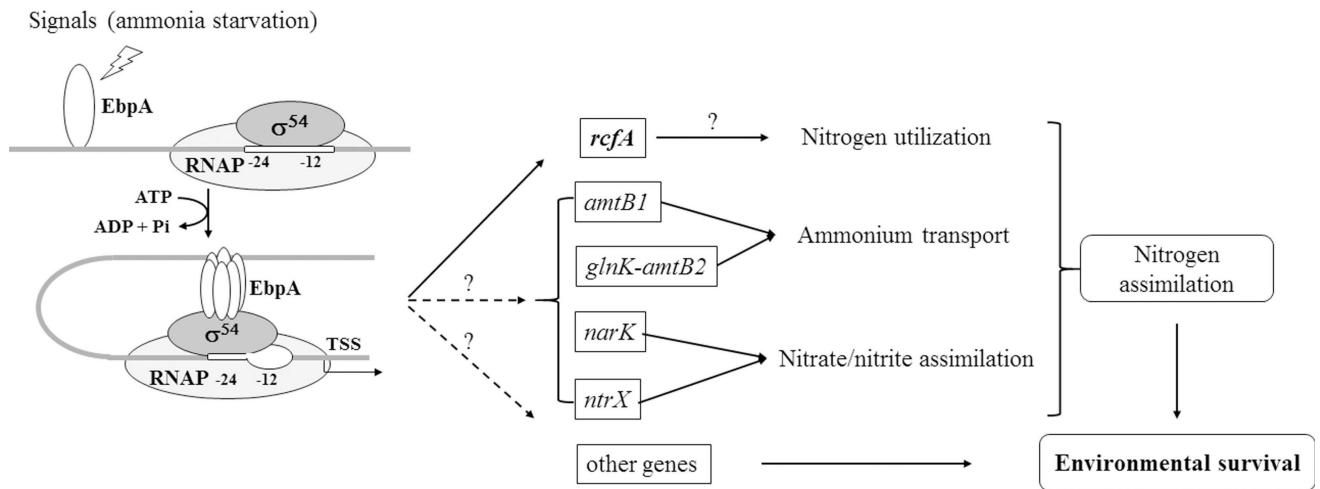 Signals (ammonia starvation)
EbpA
σ54
RNAP
-24
-12
ATP
ADP + Pi
EbpA
σ54
TSS
RNAP
-24
-12
?
?
rcfA
?
Nitrogen utilization
amtB1
glnK-amtB2
Ammonium transport
narK
ntrX
Nitrate/nitrite assimilation
other genes
Nitrogen
assimilation
Environmental survival